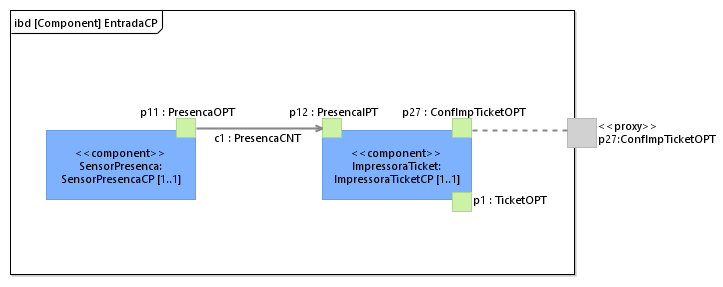 ibd [Component] EntradaCP
p11 : PresencaOPT
p12 : PresencaIPT
p27 : ConfImpTicketOPT
<<proxy>>
p27:ConfImpTicketOPT
c1 : PresencaCNT
<<component>>
SensorPresenca:
SensorPresencaCP [1..1]
<<component>>
ImpressoraTicket:
ImpressoraTicketCP [1..1]
p1 : TicketOPT